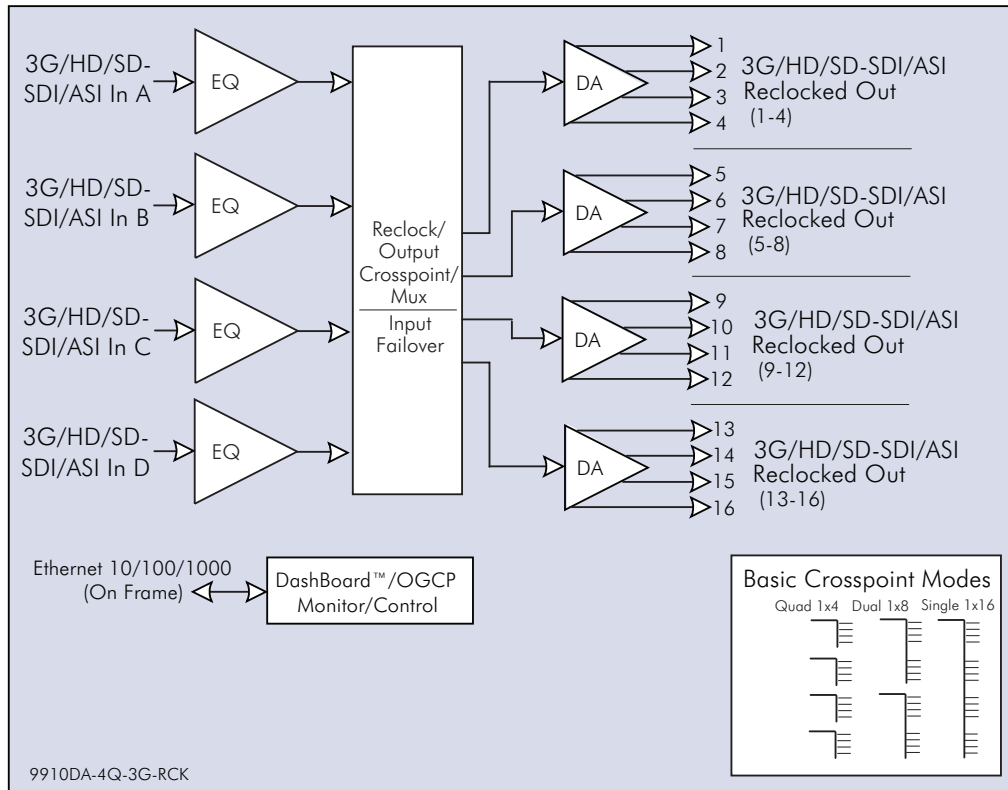 3G/HD/SD-
SDI/ASI In A
EQ
3G/HD/SD-
SDI/ASI In B
EQ
3G/HD/SD-
SDI/ASI In C
EQ
3G/HD/SD-
SDI/ASI In D
EQ
Reclock/
Output
Crosspoint/
Mux
Input
Failover
DA
1
2
3
4
3G/HD/SD-SDI/ASI
Reclocked Out
(1-4)
DA
5
6
7
8
3G/HD/SD-SDI/ASI
Reclocked Out
(5-8)
DA
9
10
11
12
3G/HD/SD-SDI/ASI
Reclocked Out
(9-12)
DA
13
14
15
16
3G/HD/SD-SDI/ASI
Reclocked Out
(13-16)
Ethernet 10/100/1000
(On Frame)
DashBoard™/OGCP
Monitor/Control
Basic Crosspoint Modes
Quad 1x4 Dual 1x8 Single 1x16
9910DA-4Q-3G-RCK